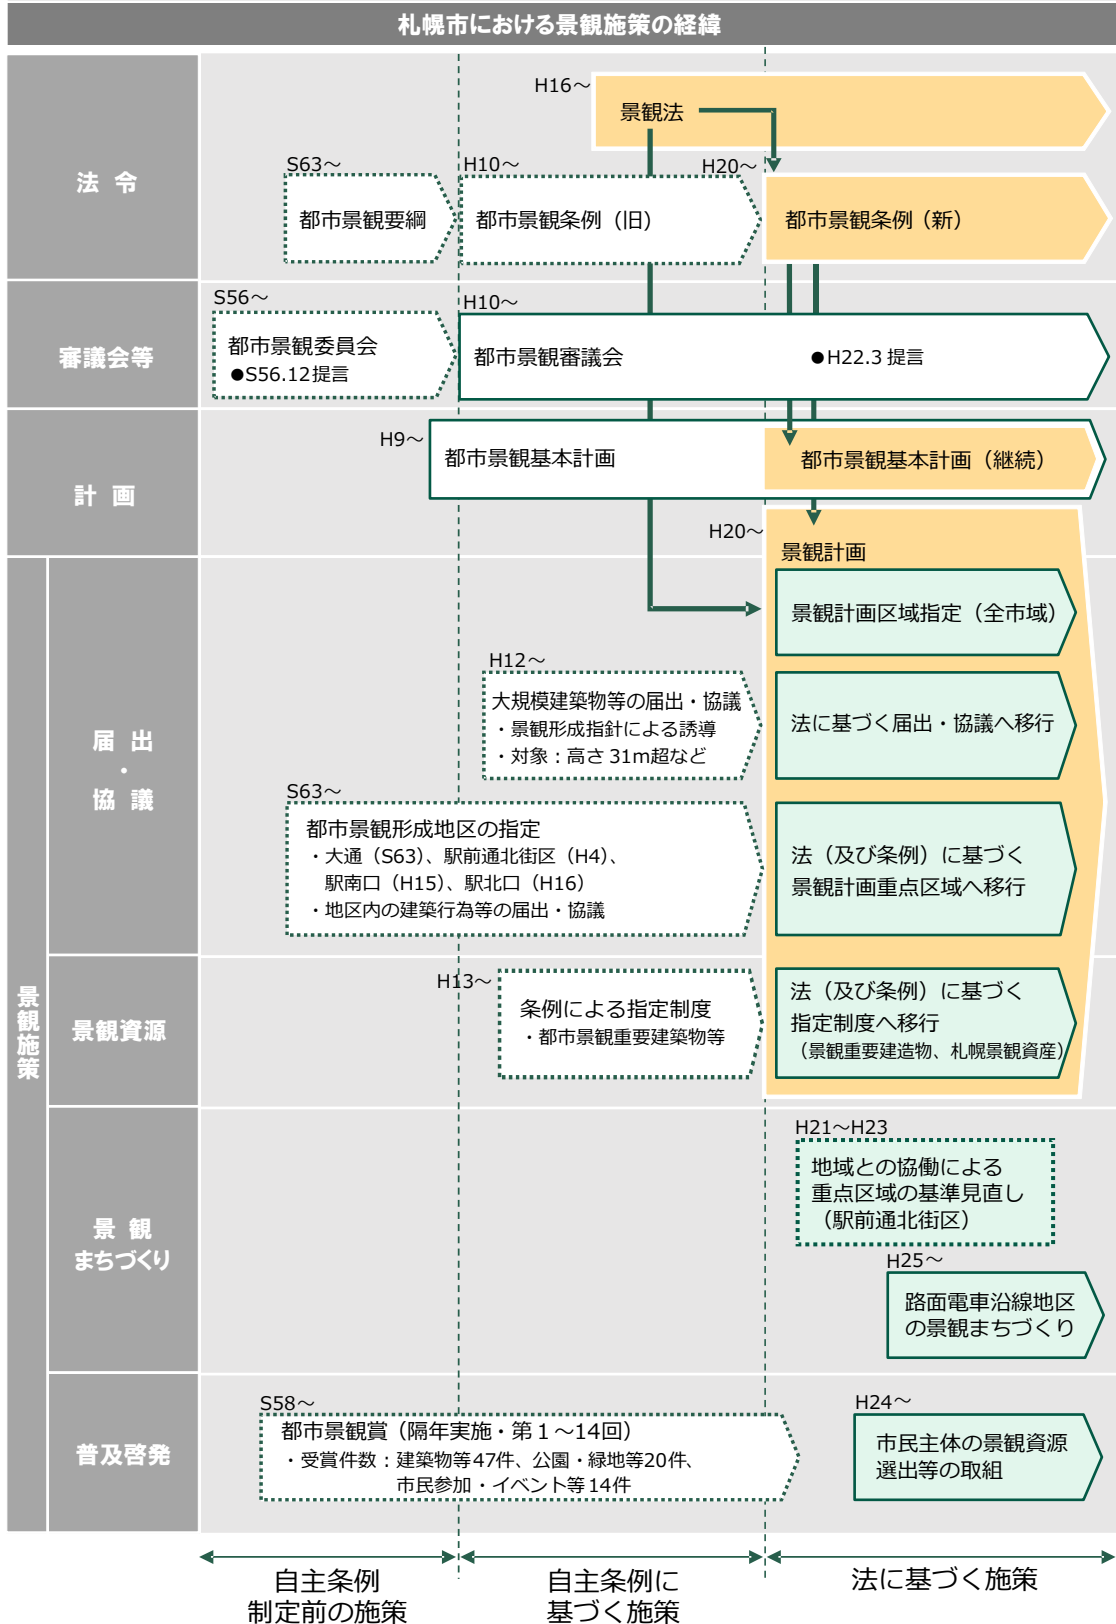 札幌市における景観施策の経緯
法 令
H16～
景観法
S63～
都市景観要綱
H10～
都市景観条例（旧）
H20～
都市景観条例（新）
審議会等
S56～
都市景観委員会
●S56.12提言
H10～
都市景観審議会
●H22.3 提言
計 画
H9～
都市景観基本計画
都市景観基本計画（継続）
H20～
景観計画
景観施策
届 出
・
協 議
景観計画区域指定（全市域）
H12～
大規模建築物等の届出・協議
・景観形成指針による誘導
・対象：高さ 31m超など
法に基づく届出・協議へ移行
S63～
都市景観形成地区の指定
・大通（S63）、駅前通北街区（H4）、
駅南口（H15）、駅北口（H16）
・地区内の建築行為等の届出・協議
法（及び条例）に基づく
景観計画重点区域へ移行
景観資源
H13～
条例による指定制度
・都市景観重要建築物等
法（及び条例）に基づく
指定制度へ移行
（景観重要建造物、札幌景観資産）
景 観
まちづくり
H21～H23
地域との協働による
重点区域の基準見直し
（駅前通北街区）
H25～
路面電車沿線地区
の景観まちづくり
普及啓発
S58～
都市景観賞（隔年実施・第１～14回）
・受賞件数：建築物等47件、公園・緑地等20件、
市民参加・イベント等14件
H24～
市民主体の景観資源
選出等の取組
自主条例
制定前の施策
自主条例に
基づく施策
法に基づく施策